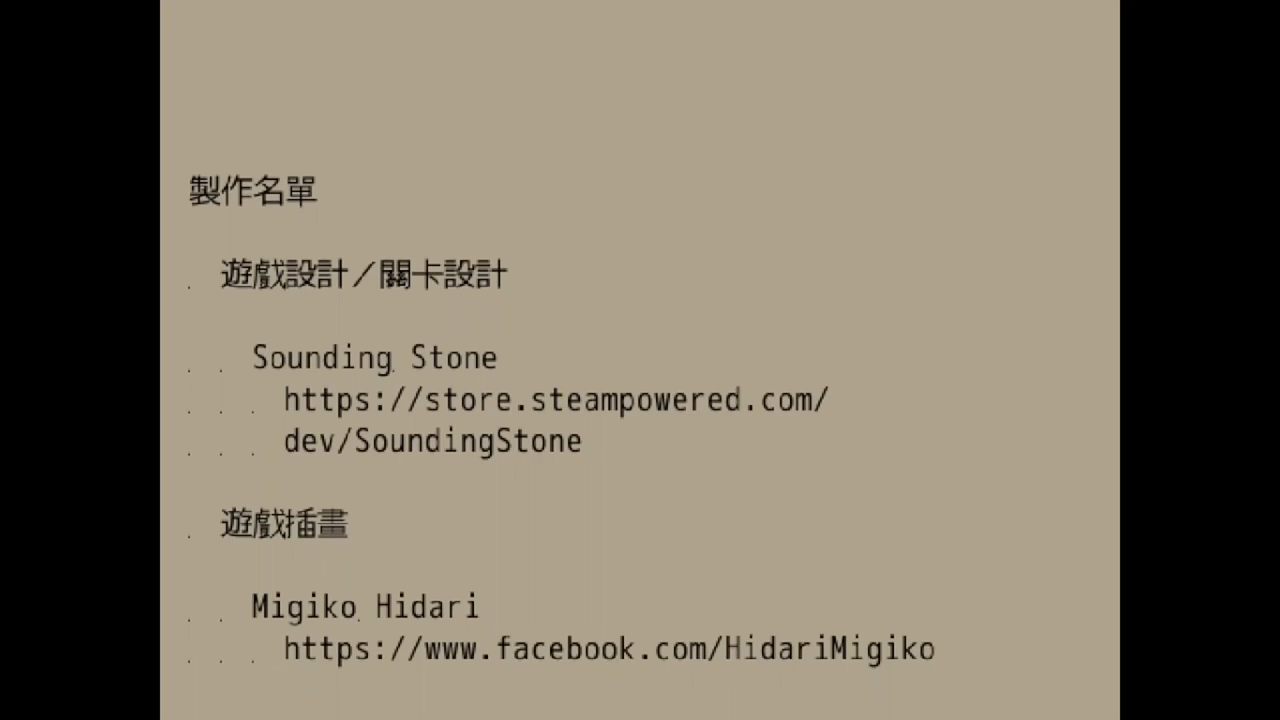 製作名單
遊戲設計／關卡設計
Sounding Stone
https://store.steampowered.com/
dev/SoundingStone
遊戲插畫
Migiko Hidari
https://www.facebook.com/HidariMigiko